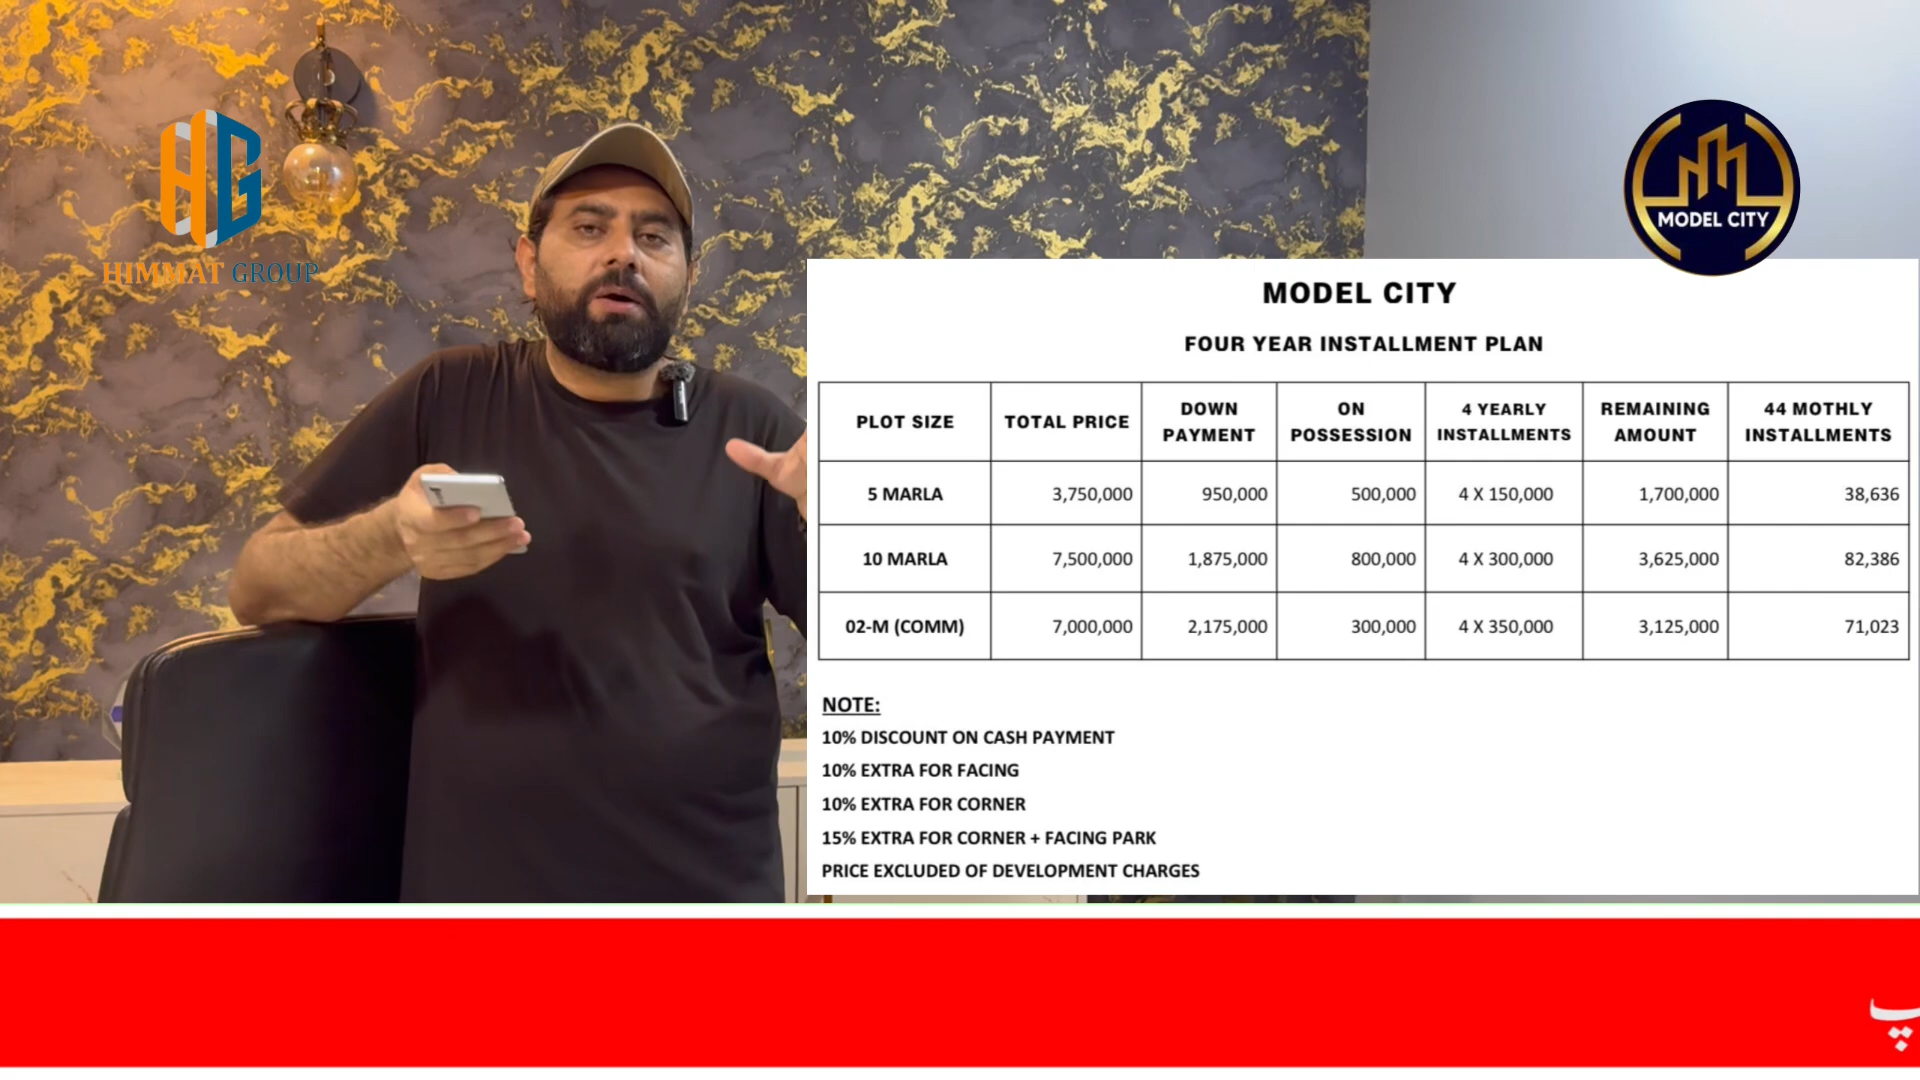 HIMMAT GROUP
MODEL CITY
MODEL CITY
FOUR YEAR INSTALLMENT PLAN
PLOT SIZE TOTAL PRICE DOWN PAYMENT ON POSSESSION 4 YEARLY INSTALLMENTS REMAINING AMOUNT 44 MOTHLY INSTALLMENTS
5 MARLA 3,750,000 950,000 500,000 4 X 150,000 1,700,000 38,636
10 MARLA 7,500,000 1,875,000 800,000 4 X 300,000 3,625,000 82,386
02-M (COMM) 7,000,000 2,175,000 300,000 4 X 350,000 3,125,000 71,023
NOTE:
10% DISCOUNT ON CASH PAYMENT
10% EXTRA FOR FACING
10% EXTRA FOR CORNER
15% EXTRA FOR CORNER + FACING PARK
PRICE EXCLUDED OF DEVELOPMENT CHARGES